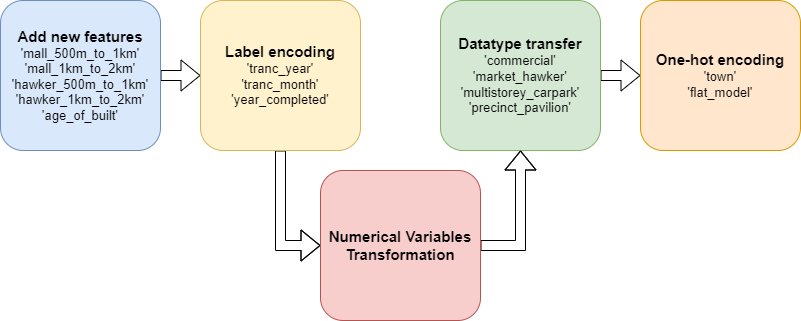 Add new features
'mall_500m_to_1km'
'mall_1km_to_2km'
'hawker_500m_to_1km'
'hawker_1km_to_2km'
'age_of_built'
Label encoding
'tranc_year'
'tranc_month'
'year_completed'
Numerical Variables
Transformation
Datatype transfer
'commercial'
'market_hawker'
'multistorey_carpark'
'precinct_pavilion'
One-hot encoding
'town'
'flat_model'